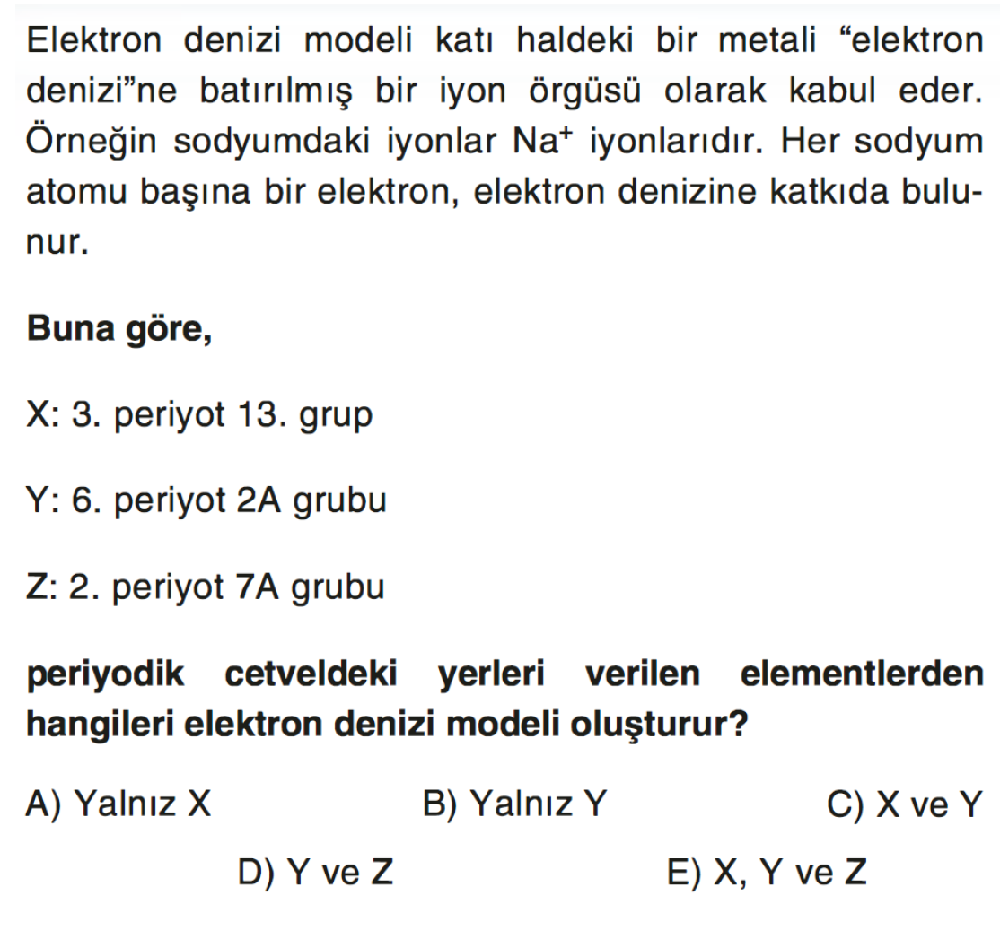 Elektron denizi modeli katı haldeki bir metali “elektron
denizi”ne batırılmış bir iyon örgüsü olarak kabul eder.
Örneğin sodyumdaki iyonlar Na⁺ iyonlarıdır. Her sodyum
atomu başına bir elektron, elektron denizine katkıda bulu-
nur.
Buna göre,
X: 3. periyot 13. grup
Y: 6. periyot 2A grubu
Z: 2. periyot 7A grubu
periyodik cetveldeki yerleri verilen elementlerden
hangileri elektron denizi modeli oluşturur?
A) Yalnız X B) Yalnız Y C) X ve Y
D) Y ve Z E) X, Y ve Z